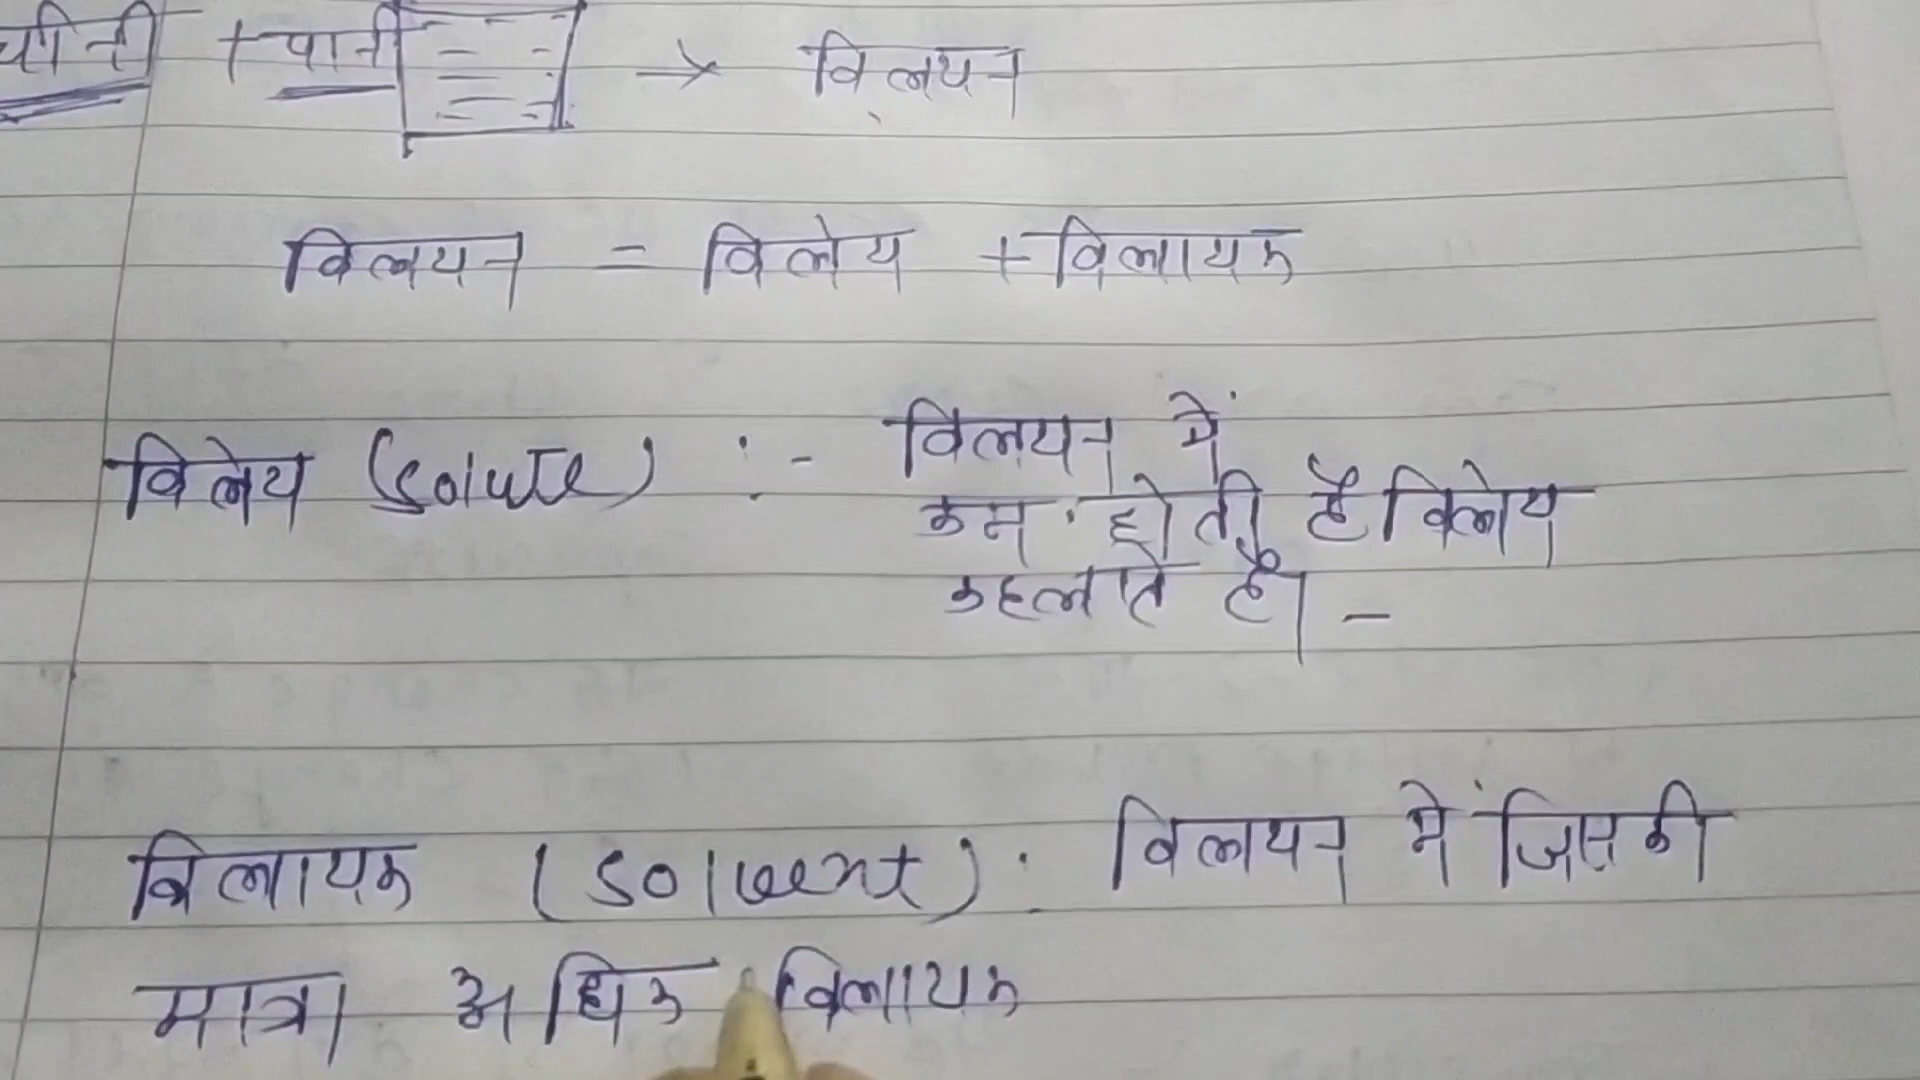 चीनी + पानी → विलयन
विलयन = विलेय + विलायक
विलेय (Solute) :- विलयन में
कम होती है विलेय
कहलाते है। -
विलायक (Solvent) : विलयन में जिसकी
मात्रा अधिक विलायक